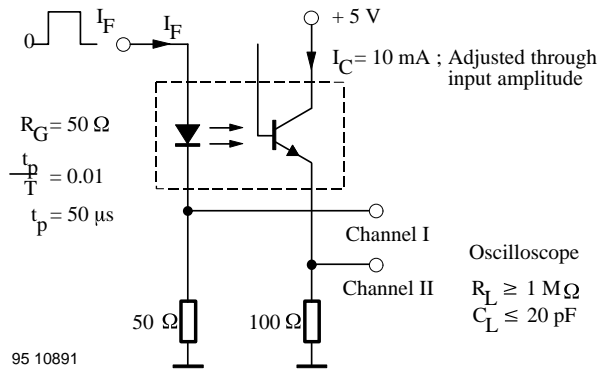 0
I_F
I_F
+ 5 V
I_C = 10 mA ; Adjusted through
input amplitude
R_G = 50 Ω
t_p
T
= 0.01
t_p = 50 µs
Channel I
Channel II
Oscilloscope
R_L ≥ 1 MΩ
C_L ≤ 20 pF
50 Ω
100 Ω
95 10891